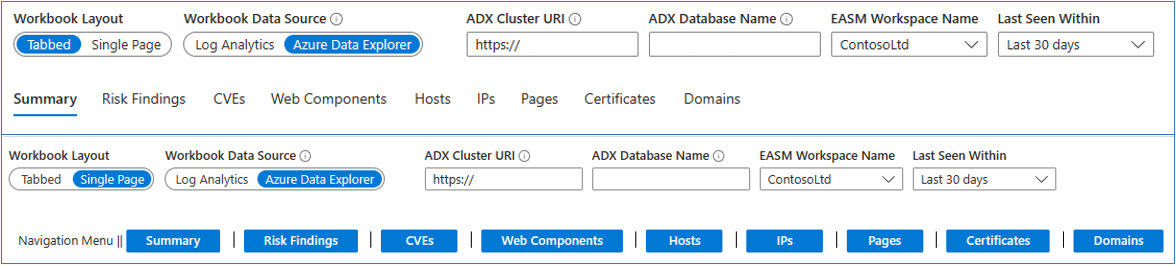 Workbook Layout Workbook Data Source ADX Cluster URI ADX Database Name EASM Workspace Name Last Seen Within
Tabbed Single Page Log Analytics Azure Data Explorer https:// ContosoLtd Last 30 days
Summary Risk Findings CVEs Web Components Hosts IPs Pages Certificates Domains
Workbook Layout Workbook Data Source ADX Cluster URI ADX Database Name EASM Workspace Name Last Seen Within
Tabbed Single Page Log Analytics Azure Data Explorer https:// ContosoLtd Last 30 days
Navigation Menu || Summary | Risk Findings | CVEs | Web Components | Hosts | IPs | Pages | Certificates | Domains